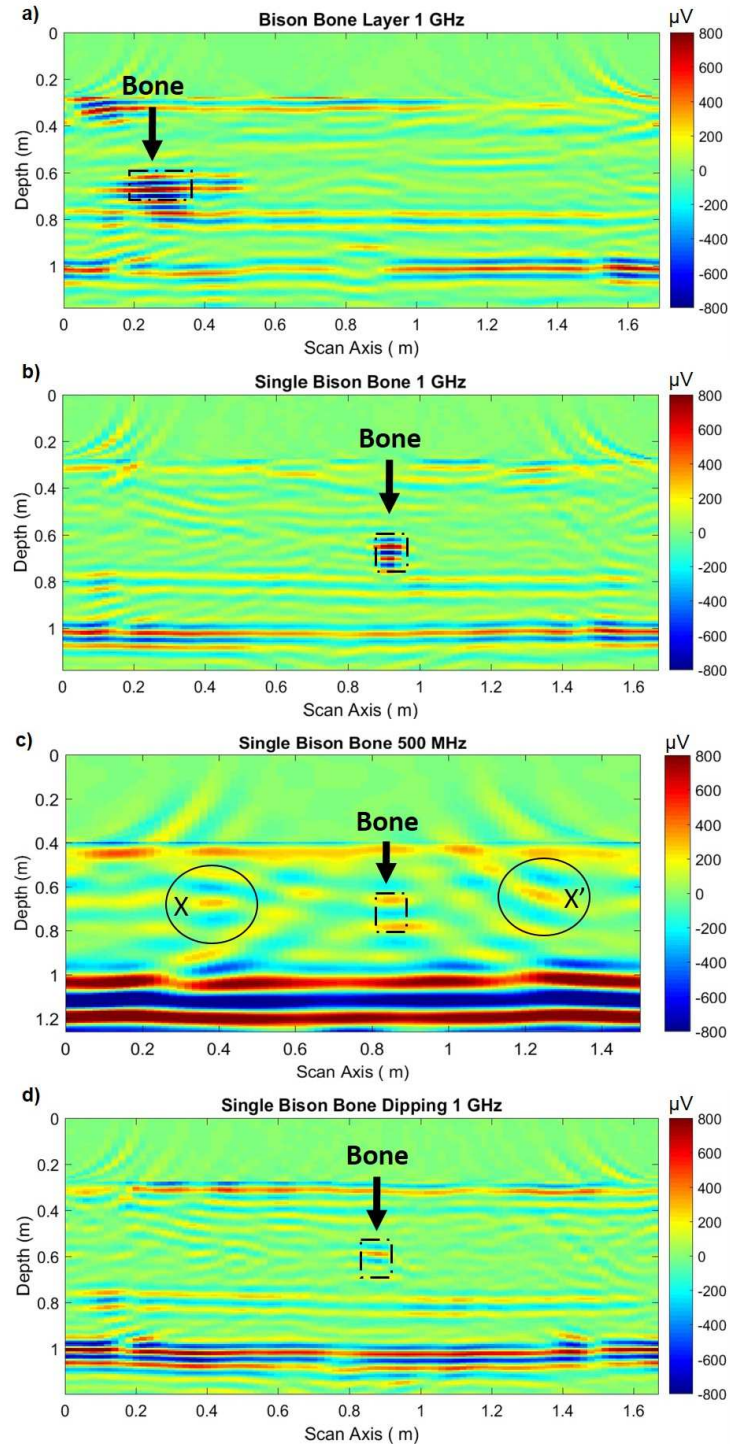 a)
Bison Bone Layer 1 GHz
µV
Bone
Depth (m)
0
0.2
0.4
0.6
0.8
1
0 0.2 0.4 0.6 0.8 1 1.2 1.4 1.6
Scan Axis ( m)
800
600
400
200
0
-200
-400
-600
-800
b)
Single Bison Bone 1 GHz
µV
Bone
Depth (m)
0
0.2
0.4
0.6
0.8
1
0 0.2 0.4 0.6 0.8 1 1.2 1.4 1.6
Scan Axis ( m)
800
600
400
200
0
-200
-400
-600
-800
c)
Single Bison Bone 500 MHz
µV
Bone
X
X'
Depth (m)
0
0.2
0.4
0.6
0.8
1
1.2
0 0.2 0.4 0.6 0.8 1 1.2 1.4
Scan Axis ( m)
800
600
400
200
0
-200
-400
-600
-800
d)
Single Bison Bone Dipping 1 GHz
µV
Bone
Depth (m)
0
0.2
0.4
0.6
0.8
1
0 0.2 0.4 0.6 0.8 1 1.2 1.4 1.6
Scan Axis ( m)
800
600
400
200
0
-200
-400
-600
-800